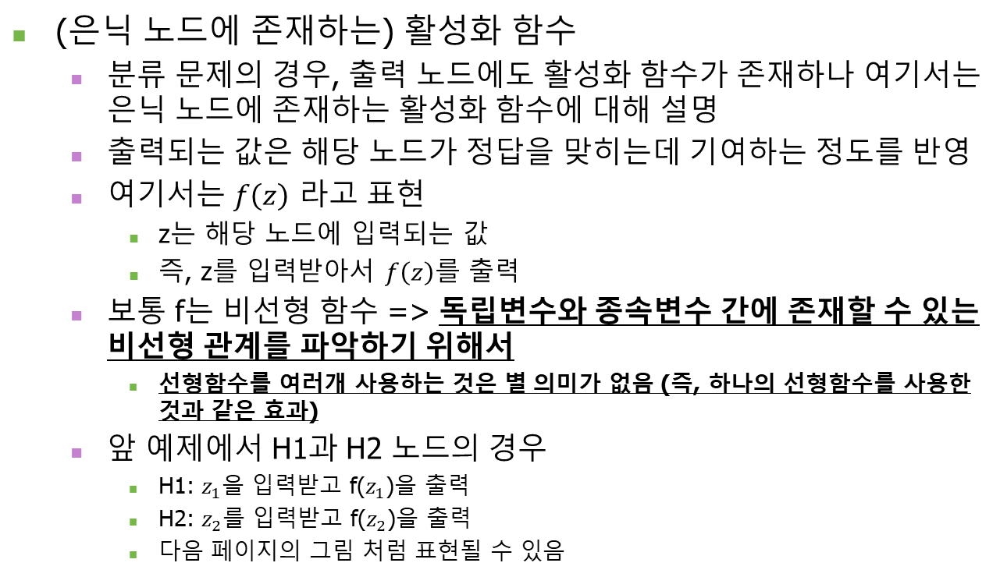 (은닉 노드에 존재하는) 활성화 함수
분류 문제의 경우, 출력 노드에도 활성화 함수가 존재하나 여기서는
은닉 노드에 존재하는 활성화 함수에 대해 설명
출력되는 값은 해당 노드가 정답을 맞히는데 기여하는 정도를 반영
여기서는 f(z) 라고 표현
z는 해당 노드에 입력되는 값
즉, z를 입력받아서 f(z)를 출력
보통 f는 비선형 함수 => 독립변수와 종속변수 간에 존재할 수 있는
비선형 관계를 파악하기 위해서
선형함수를 여러개 사용하는 것은 별 의미가 없음 (즉, 하나의 선형함수를 사용한
것과 같은 효과)
앞 예제에서 H1과 H2 노드의 경우
H1: z₁을 입력받고 f(z₁)을 출력
H2: z₂를 입력받고 f(z₂)을 출력
다음 페이지의 그림 처럼 표현될 수 있음